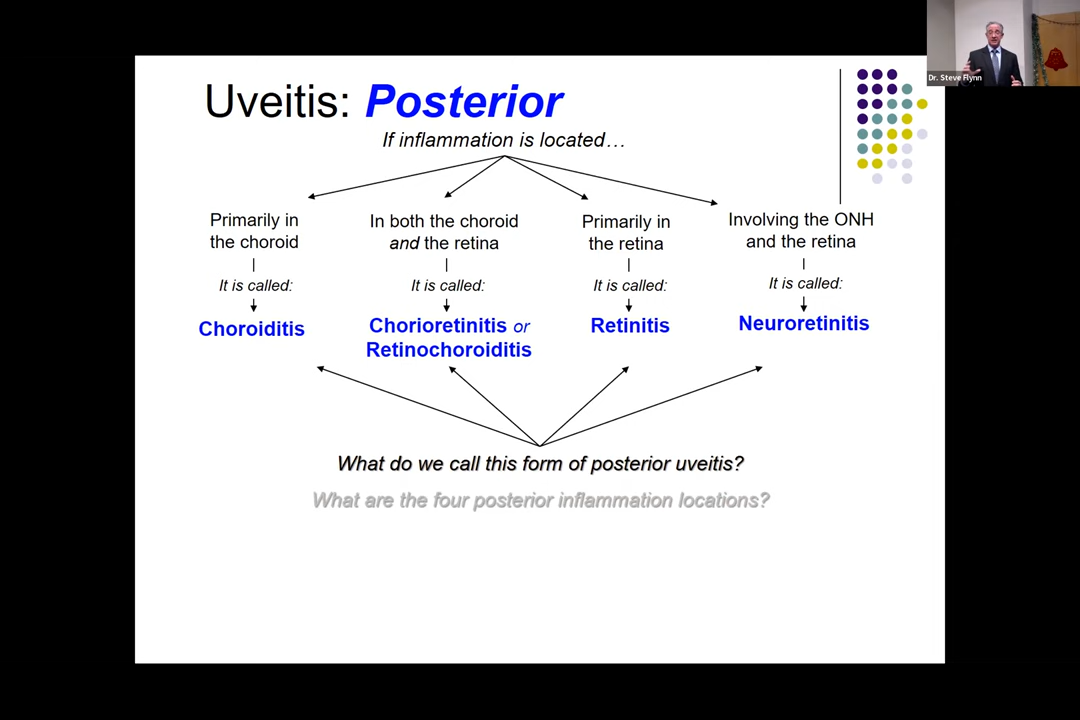 Dr. Steve Flynn
Uveitis: Posterior
If inflammation is located…
Primarily in
the choroid
It is called:
Choroiditis
In both the choroid
and the retina
It is called:
Chorioretinitis or
Retinochoroiditis
Primarily in
the retina
It is called:
Retinitis
Involving the ONH
and the retina
It is called:
Neuroretinitis
What do we call this form of posterior uveitis?
What are the four posterior inflammation locations?